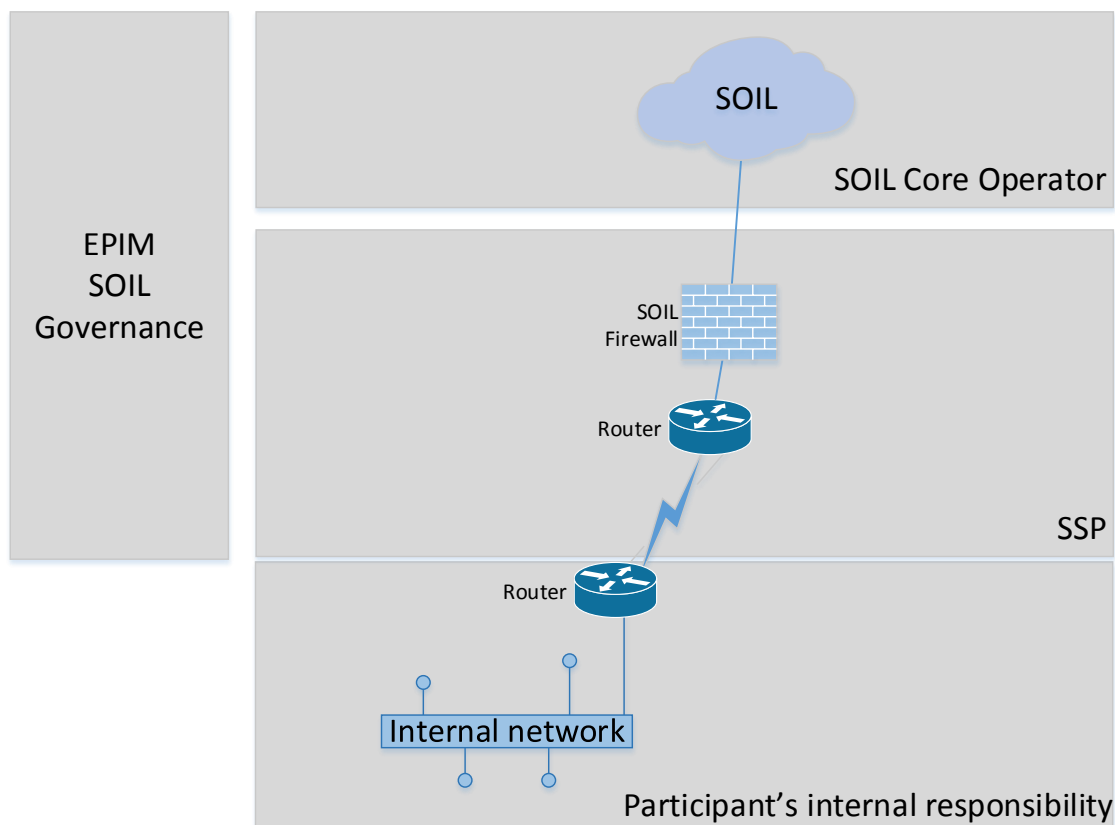 EPIM
SOIL
Governance
SOIL
SOIL Core Operator
SOIL
Firewall
Router
SSP
Router
Internal network
Participant's internal responsibility